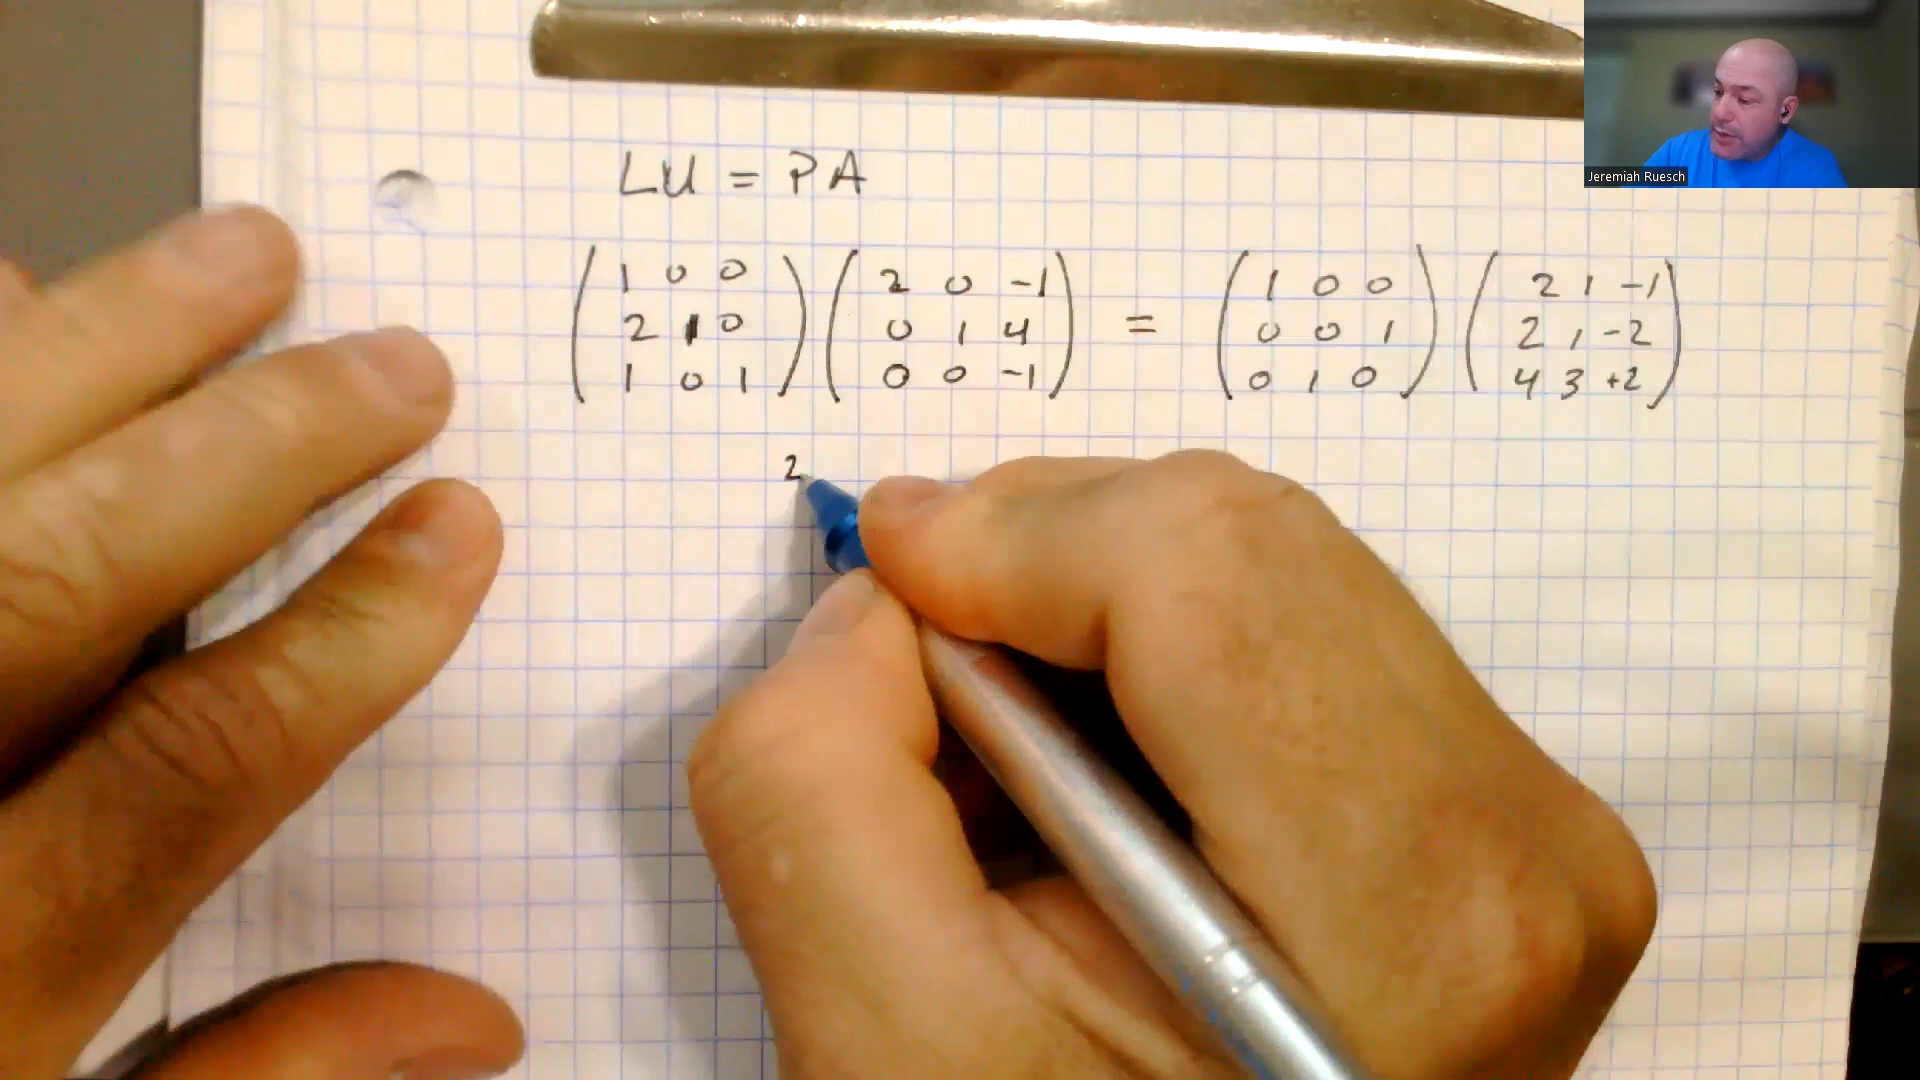 Jeremiah Ruesch
LU = PA
( 1 0 0 ) ( 2 0 -1 ) = ( 1 0 0 ) ( 2 1 -1 )
( 2 1 0 ) ( 0 1 4 ) ( 0 0 1 ) ( 2 1 -2 )
( 1 0 1 ) ( 0 0 -1 ) ( 0 1 0 ) ( 4 3 +2 )
2